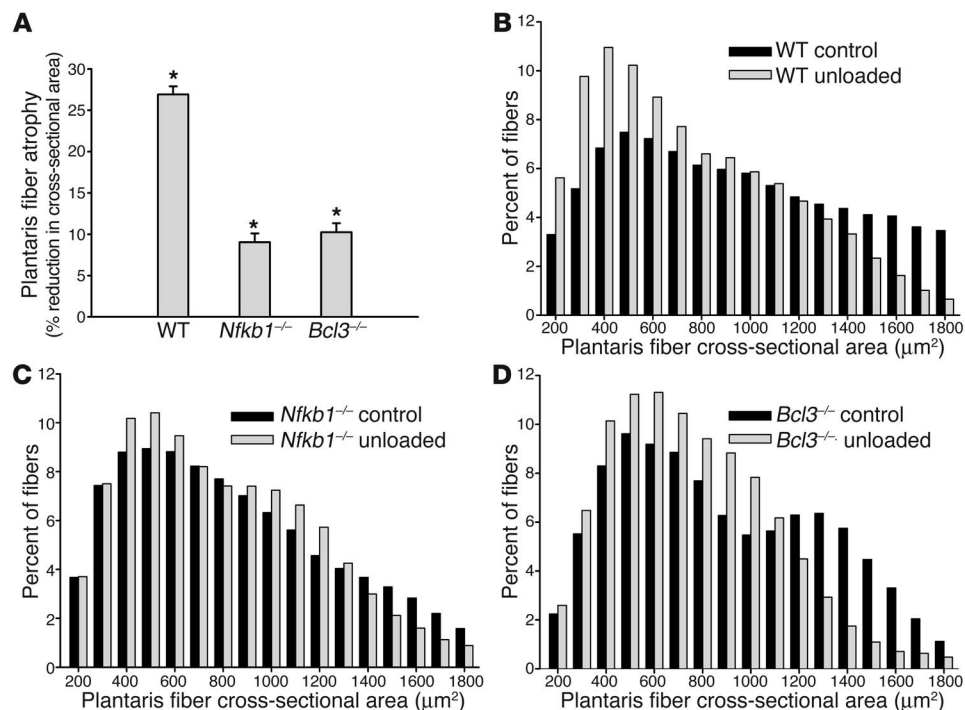 A
Plantaris fiber atrophy
(% reduction in cross-sectional area)
30
25
20
15
10
5
0
*
*
*
WT
Nfkb1⁻/⁻
Bcl3⁻/⁻
B
Percent of fibers
12
10
8
6
4
2
0
WT control
WT unloaded
200 400 600 800 1000 1200 1400 1600 1800
Plantaris fiber cross-sectional area (μm²)
C
Percent of fibers
12
10
8
6
4
2
0
Nfkb1⁻/⁻ control
Nfkb1⁻/⁻ unloaded
200 400 600 800 1000 1200 1400 1600 1800
Plantaris fiber cross-sectional area (μm²)
D
Percent of fibers
12
10
8
6
4
2
0
Bcl3⁻/⁻ control
Bcl3⁻/⁻· unloaded
200 400 600 800 1000 1200 1400 1600 1800
Plantaris fiber cross-sectional area (μm²)